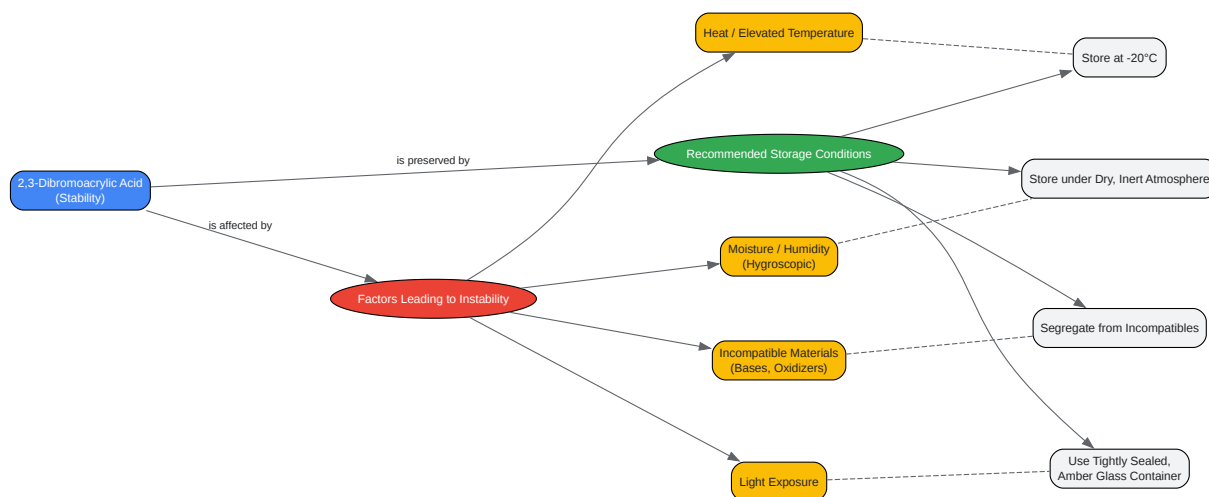 Heat / Elevated Temperature
Store at -20°C
is preserved by
Recommended Storage Conditions
2,3-Dibromoacrylic Acid
(Stability)
Store under Dry, Inert Atmosphere
is affected by
Moisture / Humidity
(Hygroscopic)
Factors Leading to Instability
Segregate from Incompatibles
Incompatible Materials
(Bases, Oxidizers)
Use Tightly Sealed,
Amber Glass Container
Light Exposure